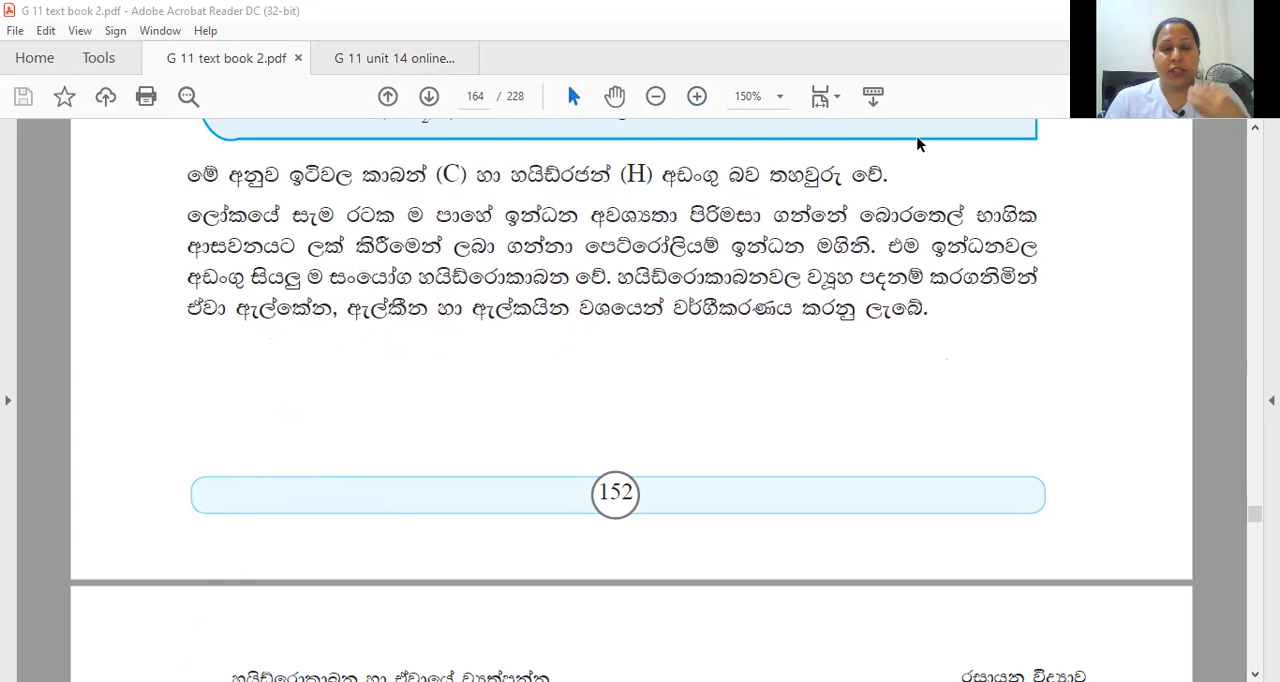 G 11 text book 2.pdf - Adobe Acrobat Reader DC (32-bit)
File Edit View Sign Window Help
Home Tools G 11 text book 2.pdf × G 11 unit 14 online...
164 / 228 150%
මේ අනුව ඉටිවල කාබන් (C) හා හයිඩ්රජන් (H) අඩංගු බව තහවුරු වේ.
ලෝකයේ සැම රටක ම පාහේ ඉන්ධන අවශ්‍යතා පිරිමසා ගන්නේ බොරතෙල් භාගික
ආසවනයට ලක් කිරීමෙන් ලබා ගන්නා පෙට්රෝලියම් ඉන්ධන මගිනි. එම ඉන්ධනවල
අඩංගු සියලු ම සංයෝග හයිඩ්රොකාබන වේ. හයිඩ්රොකාබනවල ව්‍යූහ පදනම් කරගනිමින්
ඒවා ඇල්කේන, ඇල්කීන හා ඇල්කයින වශයෙන් වර්ගීකරණය කරනු ලැබේ.
152
හයිඩ්රොකාබන හා ඒවායේ ව්‍යුත්පන්න රසායන විද්‍යාව